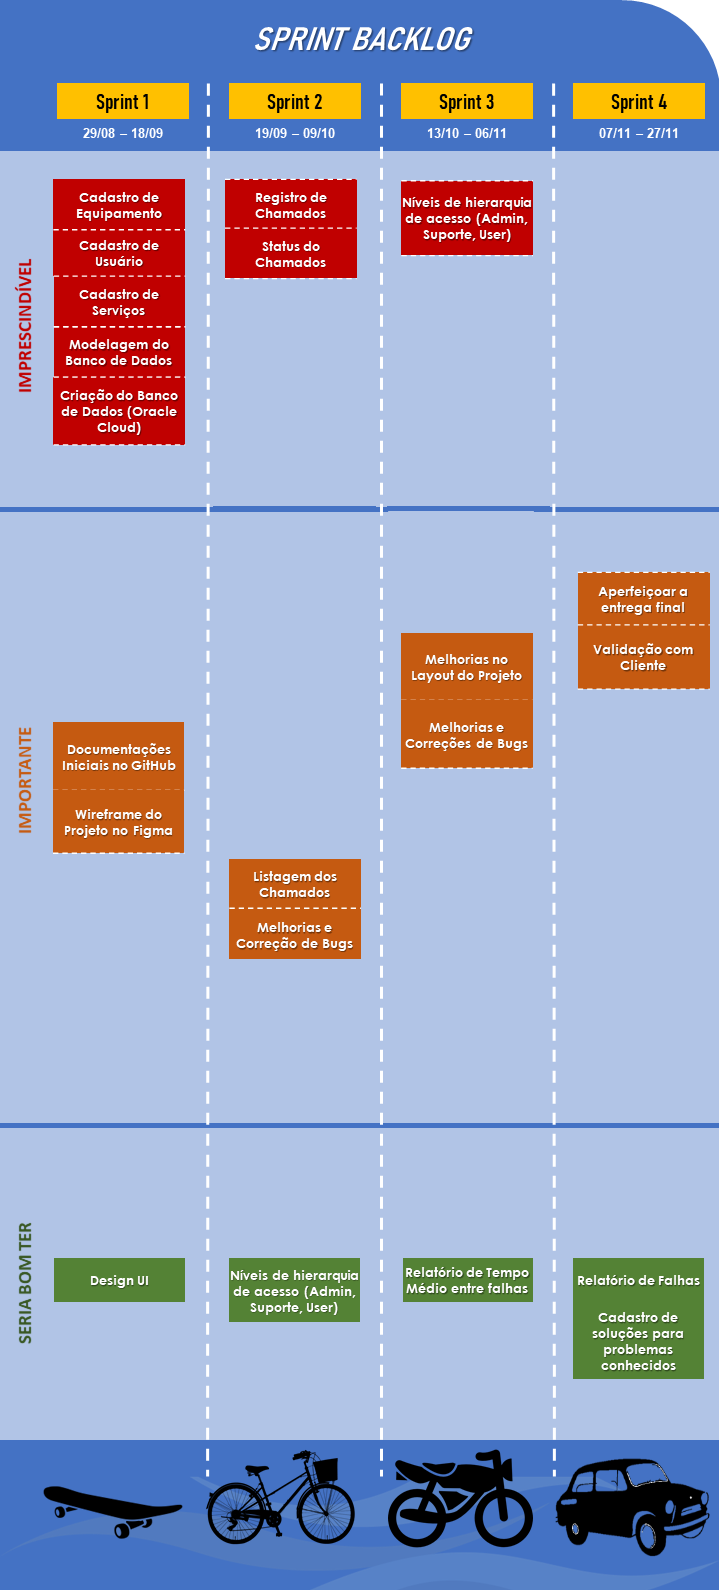 SPRINT BACKLOG
Sprint 1
Sprint 2
Sprint 3
Sprint 4
29/08 – 18/09
19/09 – 09/10
13/10 – 06/11
07/11 – 27/11
IMPRESCINDÍVEL
Cadastro de
Equipamento
Cadastro de
Usuário
Cadastro de
Serviços
Modelagem do
Banco de Dados
Criação do Banco
de Dados (Oracle
Cloud)
Registro de
Chamados
Status do
Chamados
Níveis de hierarquia
de acesso (Admin,
Suporte, User)
IMPORTANTE
Documentações
Iniciais no GitHub
Wireframe do
Projeto no Figma
Listagem dos
Chamados
Melhorias e
Correção de Bugs
Melhorias no
Layout do Projeto
Melhorias e
Correções de Bugs
Aperfeiçoar a
entrega final
Validação com
Cliente
SERIA BOM TER
Design UI
Níveis de hierarquia
de acesso (Admin,
Suporte, User)
Relatório de Tempo
Médio entre falhas
Relatório de Falhas
Cadastro de
soluções para
problemas
conhecidos